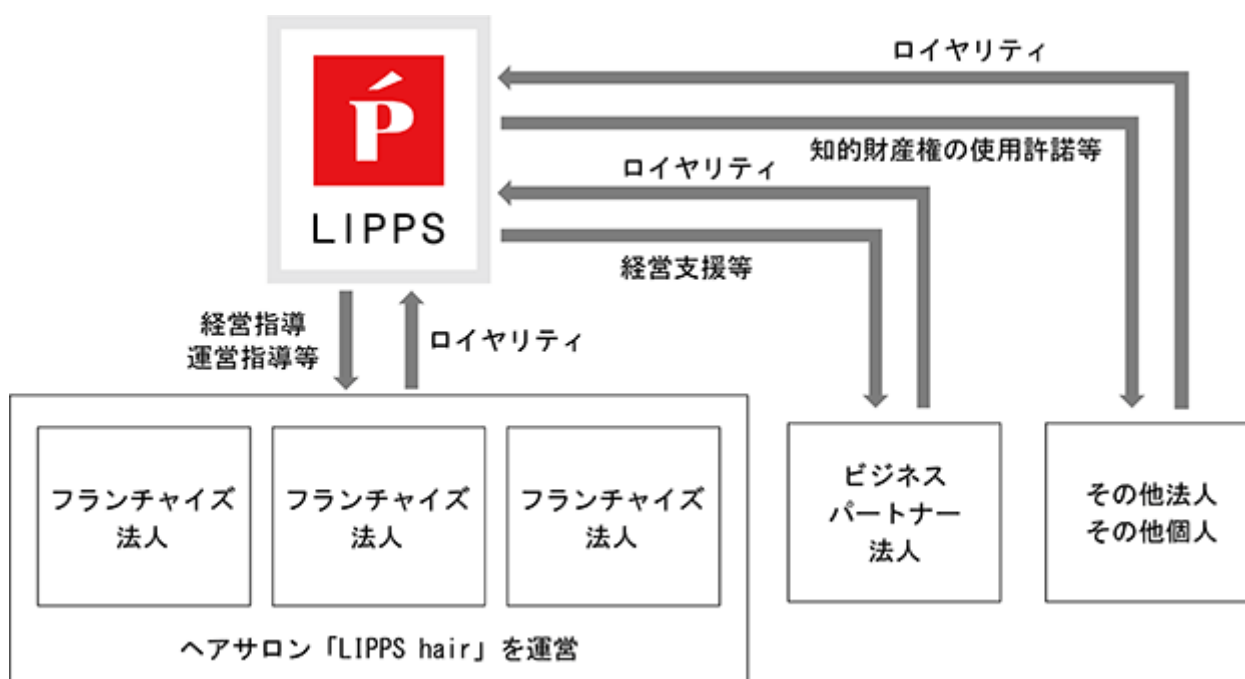 ロイヤリティ
Ṕ
LIPPS
知的財産権の使用許諾等
ロイヤリティ
経営支援等
経営指導
運営指導等
ロイヤリティ
フランチャイズ
法人
フランチャイズ
法人
フランチャイズ
法人
ビジネス
パートナー
法人
その他法人
その他個人
ヘアサロン「LIPPS hair」を運営